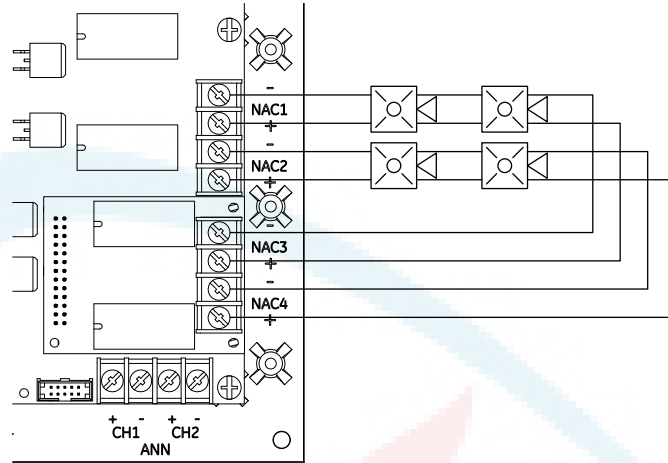 -
NAC1
+
-
NAC2
+
-
NAC3
+
-
NAC4
+
+ - + -
CH1 CH2
ANN